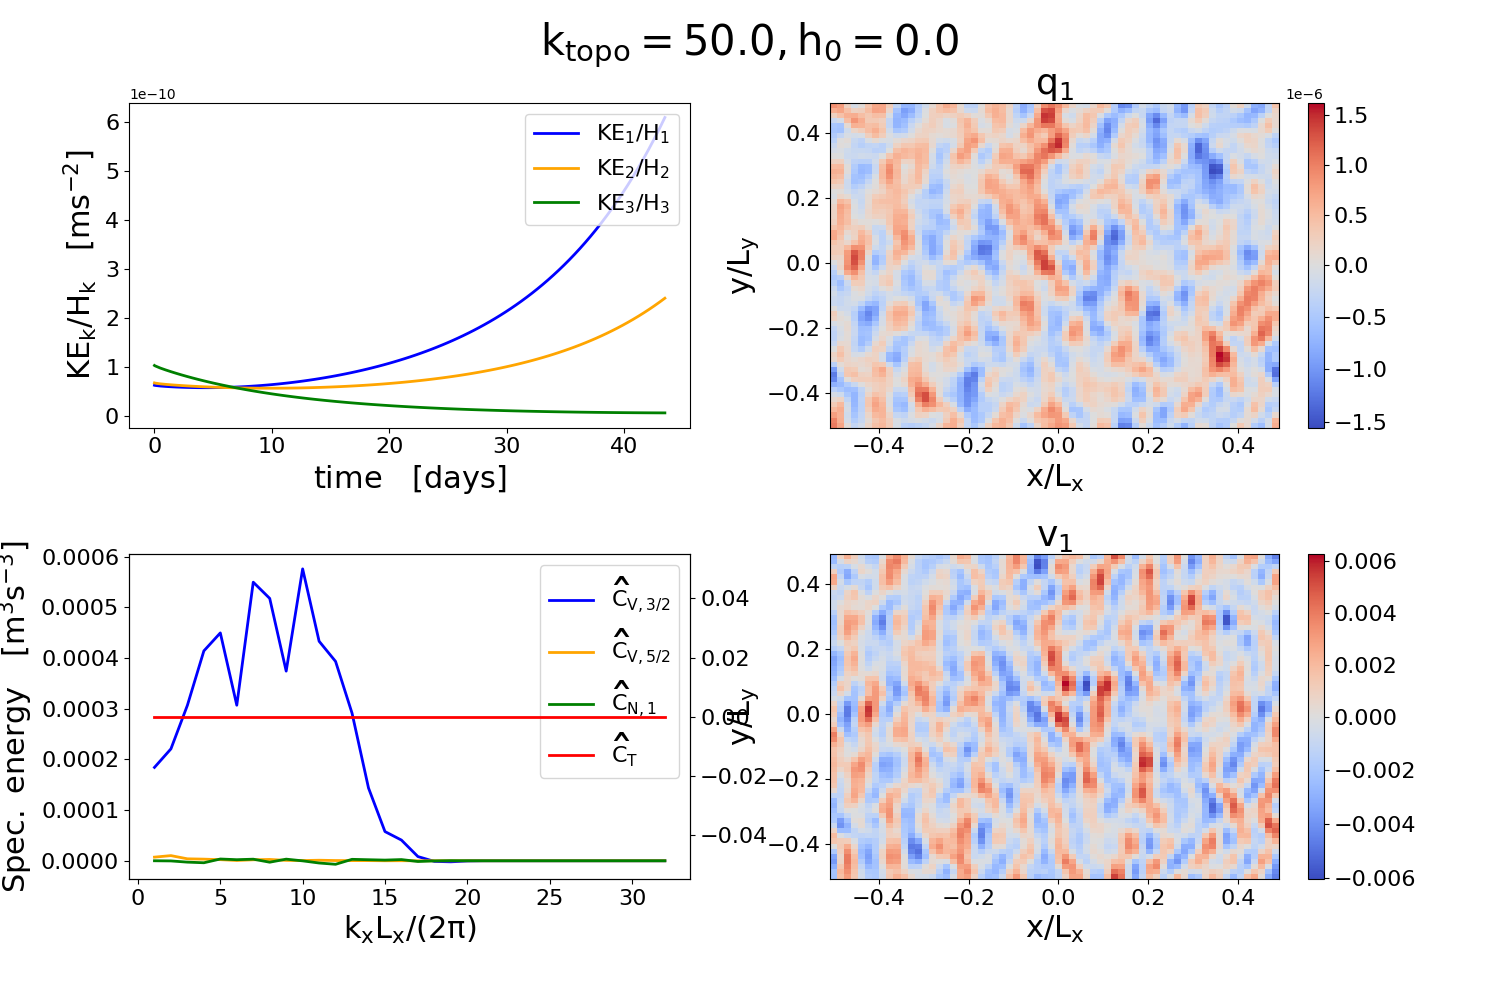 k_topo = 50.0, h_0 = 0.0
1e−10
KE_k/H_k [ms^−2]
6
5
4
3
2
1
0
KE_1/H_1
KE_2/H_2
KE_3/H_3
0 10 20 30 40
time [days]
q_1
y/L_y
0.4
0.2
0.0
−0.2
−0.4
−0.4 −0.2 0.0 0.2 0.4
x/L_x
1e−6
1.5
1.0
0.5
0.0
−0.5
−1.0
−1.5
Spec. energy [m^3s^−3]
0.0006
0.0005
0.0004
0.0003
0.0002
0.0001
0.0000
Ĉ_V,3/2
Ĉ_V,5/2
Ĉ_N,1
Ĉ_T
0.04
0.02
0.00
−0.02
−0.04
0 5 10 15 20 25 30
k_xL_x/(2π)
v_1
y/L_y
0.4
0.2
0.0
−0.2
−0.4
−0.4 −0.2 0.0 0.2 0.4
x/L_x
0.006
0.004
0.002
0.000
−0.002
−0.004
−0.006